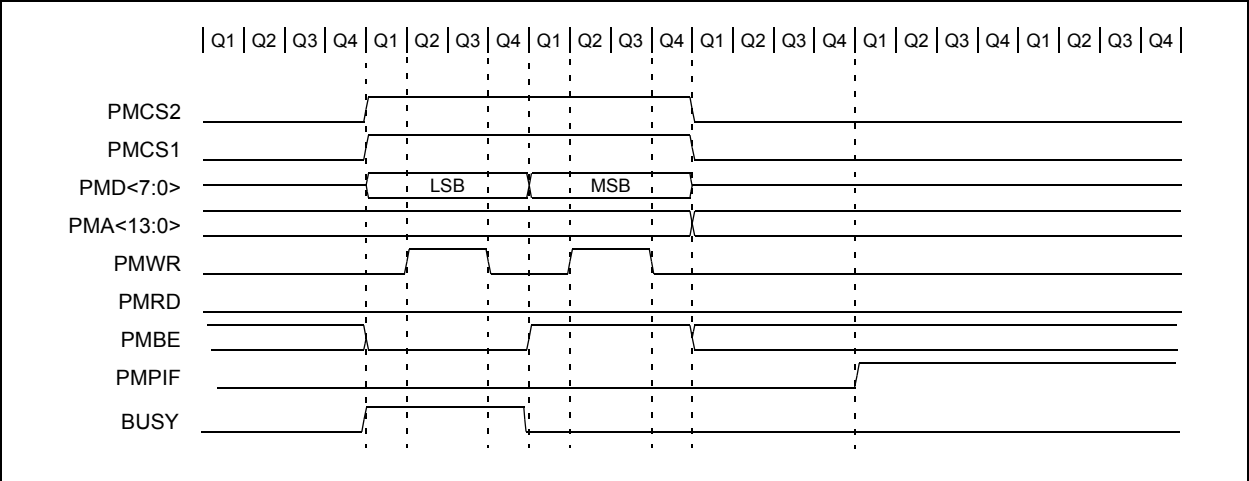 Q1 Q2 Q3 Q4 Q1 Q2 Q3 Q4 Q1 Q2 Q3 Q4 Q1 Q2 Q3 Q4 Q1 Q2 Q3 Q4 Q1 Q2 Q3 Q4
PMCS2
PMCS1
PMD<7:0> LSB MSB
PMA<13:0>
PMWR
PMRD
PMBE
PMPIF
BUSY